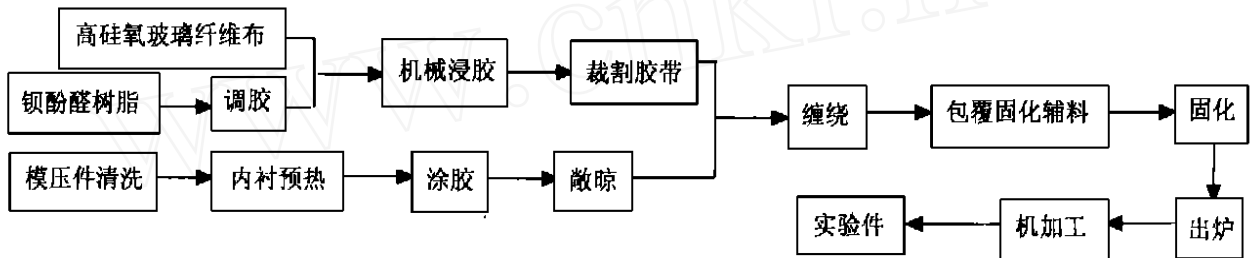 高硅氧玻璃纤维布
钡酚醛树脂
调胶
机械浸胶
裁割胶带
模压件清洗
内衬预热
涂胶
敞晾
缠绕
包覆固化辅料
固化
出炉
机加工
实验件